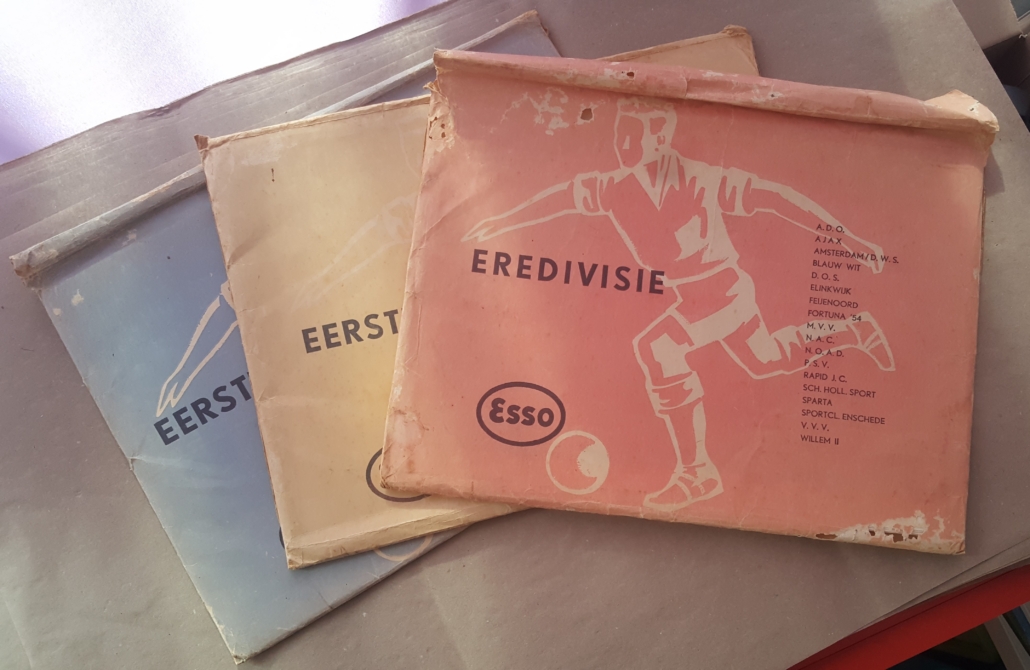 EREDIVISIE
Esso
A.D.O.
AJAX
AMSTERDAM/D.W.S.
BLAUW WIT
D.O.S.
ELINKWIJK
FEIJENOORD
FORTUNA '54
M.V.V.
N.A.C.
N.O.A.D.
P.S.V.
RAPID J.C.
SCH. HOLL. SPORT
SPARTA
SPORTCL. ENSCHEDE
V.V.V.
WILLEM II
EERST
EERST